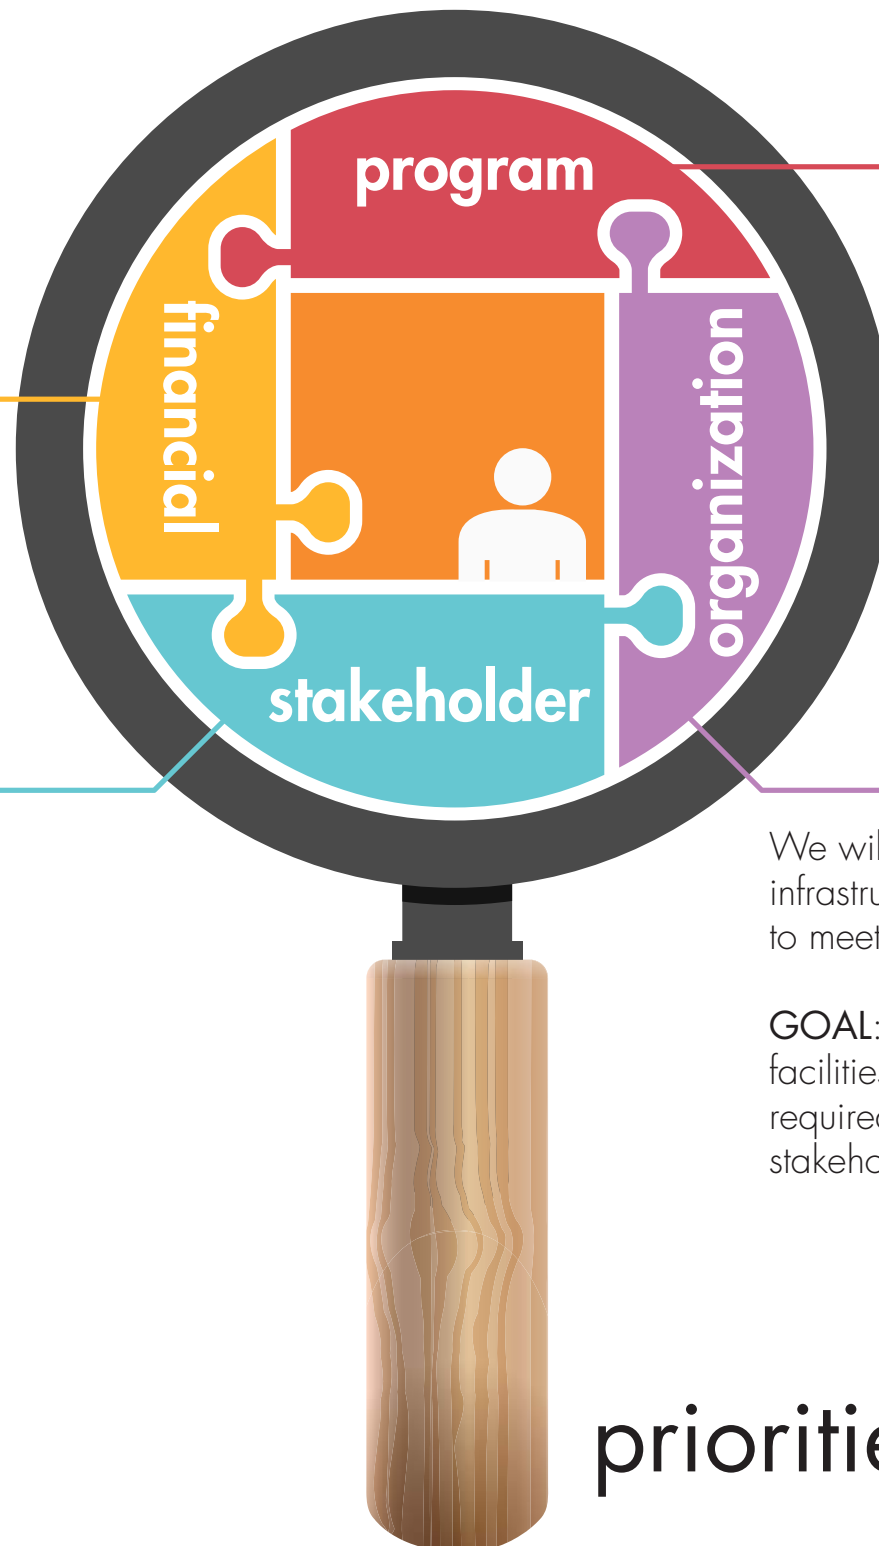 program
financial
organization
stakeholder
We wil
infrastru
to meet
GOAL:
facilitie
required
stakeho
prioritie